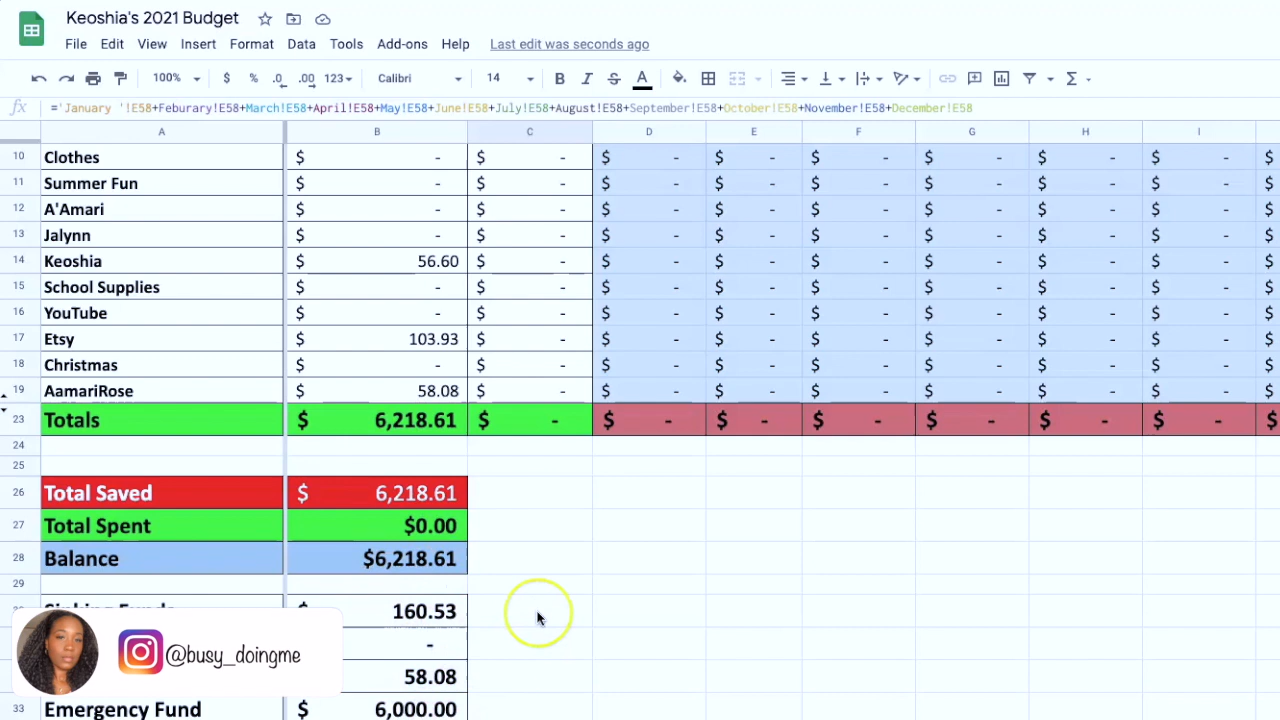 Keoshia's 2021 Budget
File Edit View Insert Format Data Tools Add-ons Help Last edit was seconds ago
100% $ % .0 .00 123 Calibri 14 B I S A Σ
fx ='January '!E58+Feburary!E58+March!E58+April!E58+May!E58+June!E58+July!E58+August!E58+September!E58+October!E58+November!E58+December!E58
A B C D E F G H I
10 Clothes $ - $ - $ - $ - $ - $ - $ - $ - $
11 Summer Fun $ - $ - $ - $ - $ - $ - $ - $ - $
12 A'Amari $ - $ - $ - $ - $ - $ - $ - $ - $
13 Jalynn $ - $ - $ - $ - $ - $ - $ - $ - $
14 Keoshia $ 56.60 $ - $ - $ - $ - $ - $ - $ - $
15 School Supplies $ - $ - $ - $ - $ - $ - $ - $ - $
16 YouTube $ - $ - $ - $ - $ - $ - $ - $ - $
17 Etsy $ 103.93 $ - $ - $ - $ - $ - $ - $ - $
18 Christmas $ - $ - $ - $ - $ - $ - $ - $ - $
19 AamariRose $ 58.08 $ - $ - $ - $ - $ - $ - $ - $
23 Totals $ 6,218.61 $ - $ - $ - $ - $ - $ - $ - $
24
25
26 Total Saved $ 6,218.61
27 Total Spent $0.00
28 Balance $6,218.61
29
Sinking Funds $ 160.53
-
58.08
33 Emergency Fund $ 6,000.00
@busy_doingme